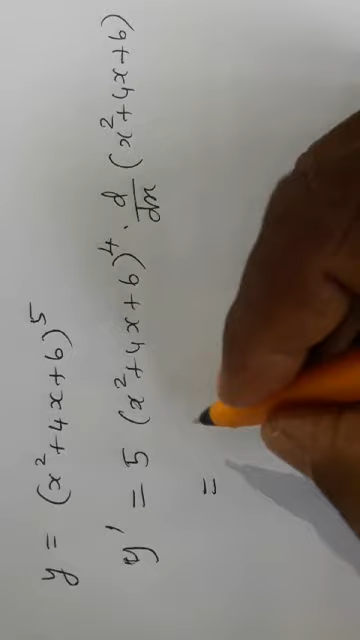 y = (x²+4x+6)⁵
y' = 5 (x²+4x+6)⁴ · d/dx (x²+4x+6)
=